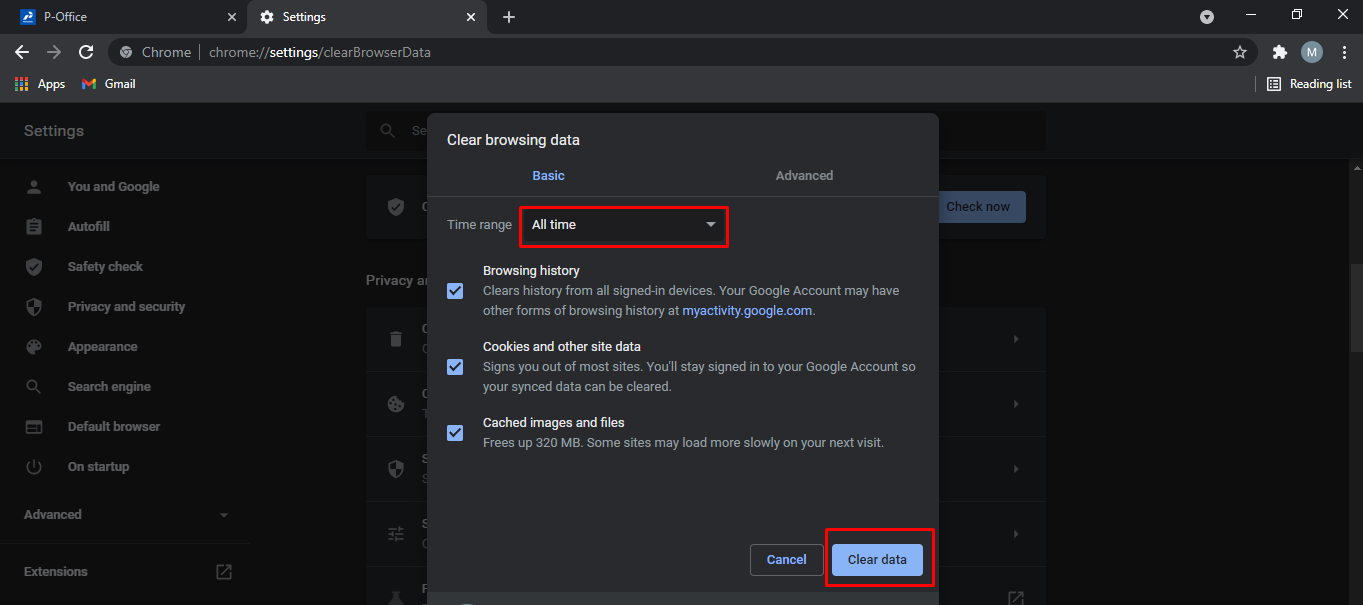 P-Office
Settings
Chrome
chrome://settings/clearBrowserData
M
Apps
Gmail
Reading list
Settings
Se
Clear browsing data
Basic
Advanced
Time range
All time
Browsing history
Clears history from all signed-in devices. Your Google Account may have
other forms of browsing history at myactivity.google.com.
Cookies and other site data
Signs you out of most sites. You'll stay signed in to your Google Account so
your synced data can be cleared.
Cached images and files
Frees up 320 MB. Some sites may load more slowly on your next visit.
Cancel
Clear data
You and Google
Autofill
Safety check
Privacy and security
Appearance
Search engine
Default browser
On startup
Advanced
Extensions
Check now
Privacy a